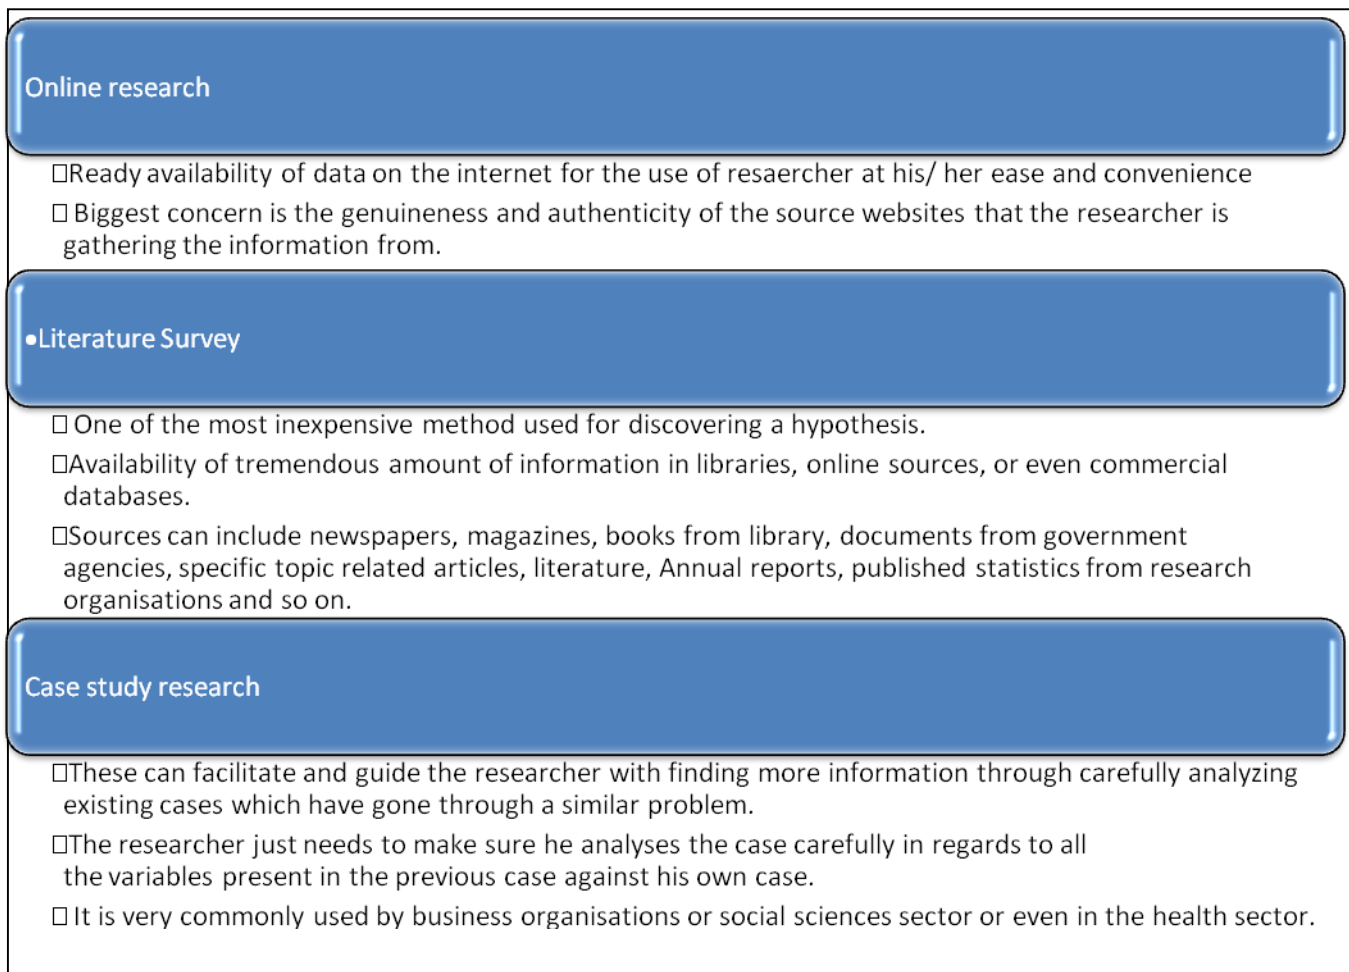 Online research
□Ready availability of data on the internet for the use of resaercher at his/ her ease and convenience
□ Biggest concern is the genuineness and authenticity of the source websites that the researcher is
gathering the information from.
•Literature Survey
□ One of the most inexpensive method used for discovering a hypothesis.
□Availability of tremendous amount of information in libraries, online sources, or even commercial
databases.
□Sources can include newspapers, magazines, books from library, documents from government
agencies, specific topic related articles, literature, Annual reports, published statistics from research
organisations and so on.
Case study research
□These can facilitate and guide the researcher with finding more information through carefully analyzing
existing cases which have gone through a similar problem.
□The researcher just needs to make sure he analyses the case carefully in regards to all
the variables present in the previous case against his own case.
□ It is very commonly used by business organisations or social sciences sector or even in the health sector.